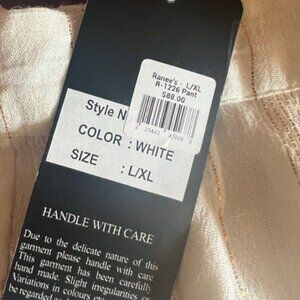 Ranee's - L/XL
R-1226 Pant
$88.00
Style N
COLOR : WHITE
SIZE : L/XL
HANDLE WITH CARE
Due to the delicate nature of this
garment please handle with care
This garment has been carefully
hand made. Slight irregularities or
Variations in colours etc
be regarded as